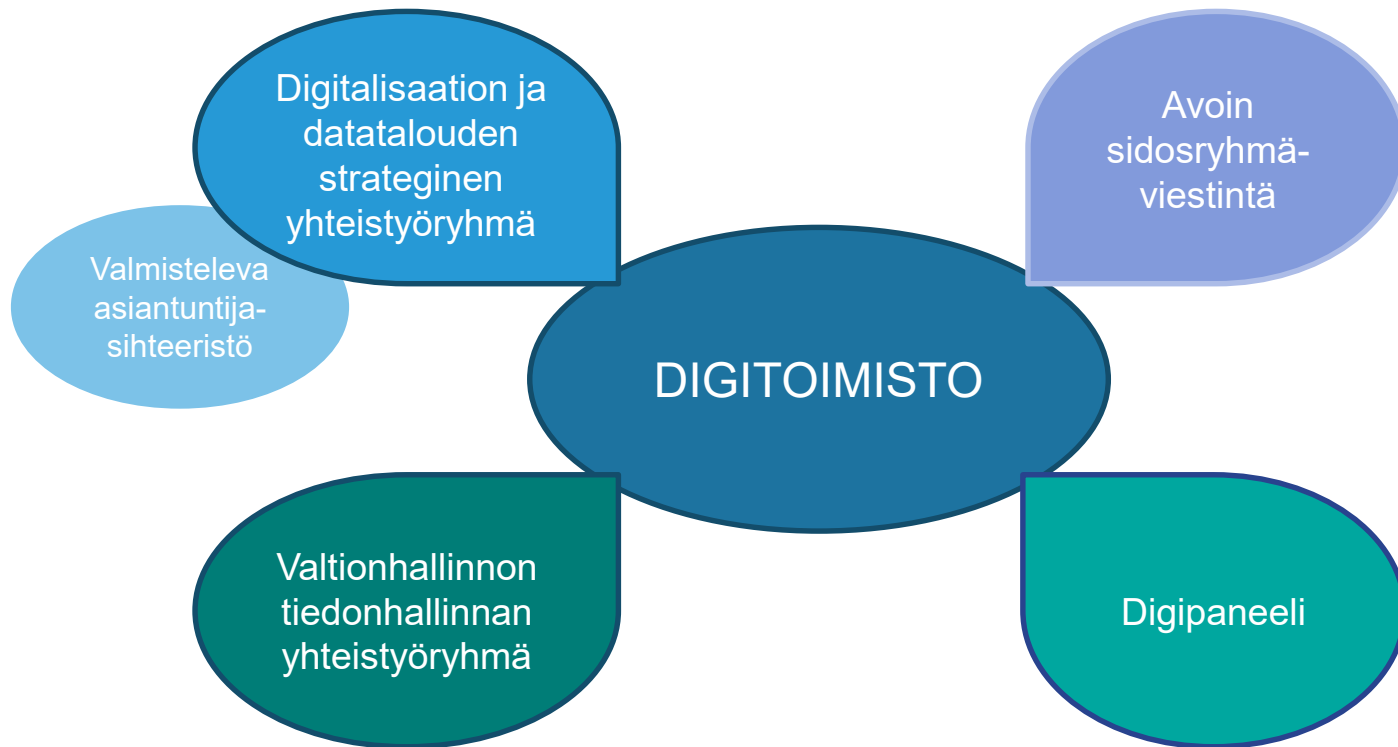 Digitalisaation ja
datatalouden
strateginen
yhteistyöryhmä
Avoin
sidosryhmä-
viestintä
Valmisteleva
asiantuntija-
sihteeristö
DIGITOIMISTO
Valtionhallinnon
tiedonhallinnan
yhteistyöryhmä
Digipaneeli